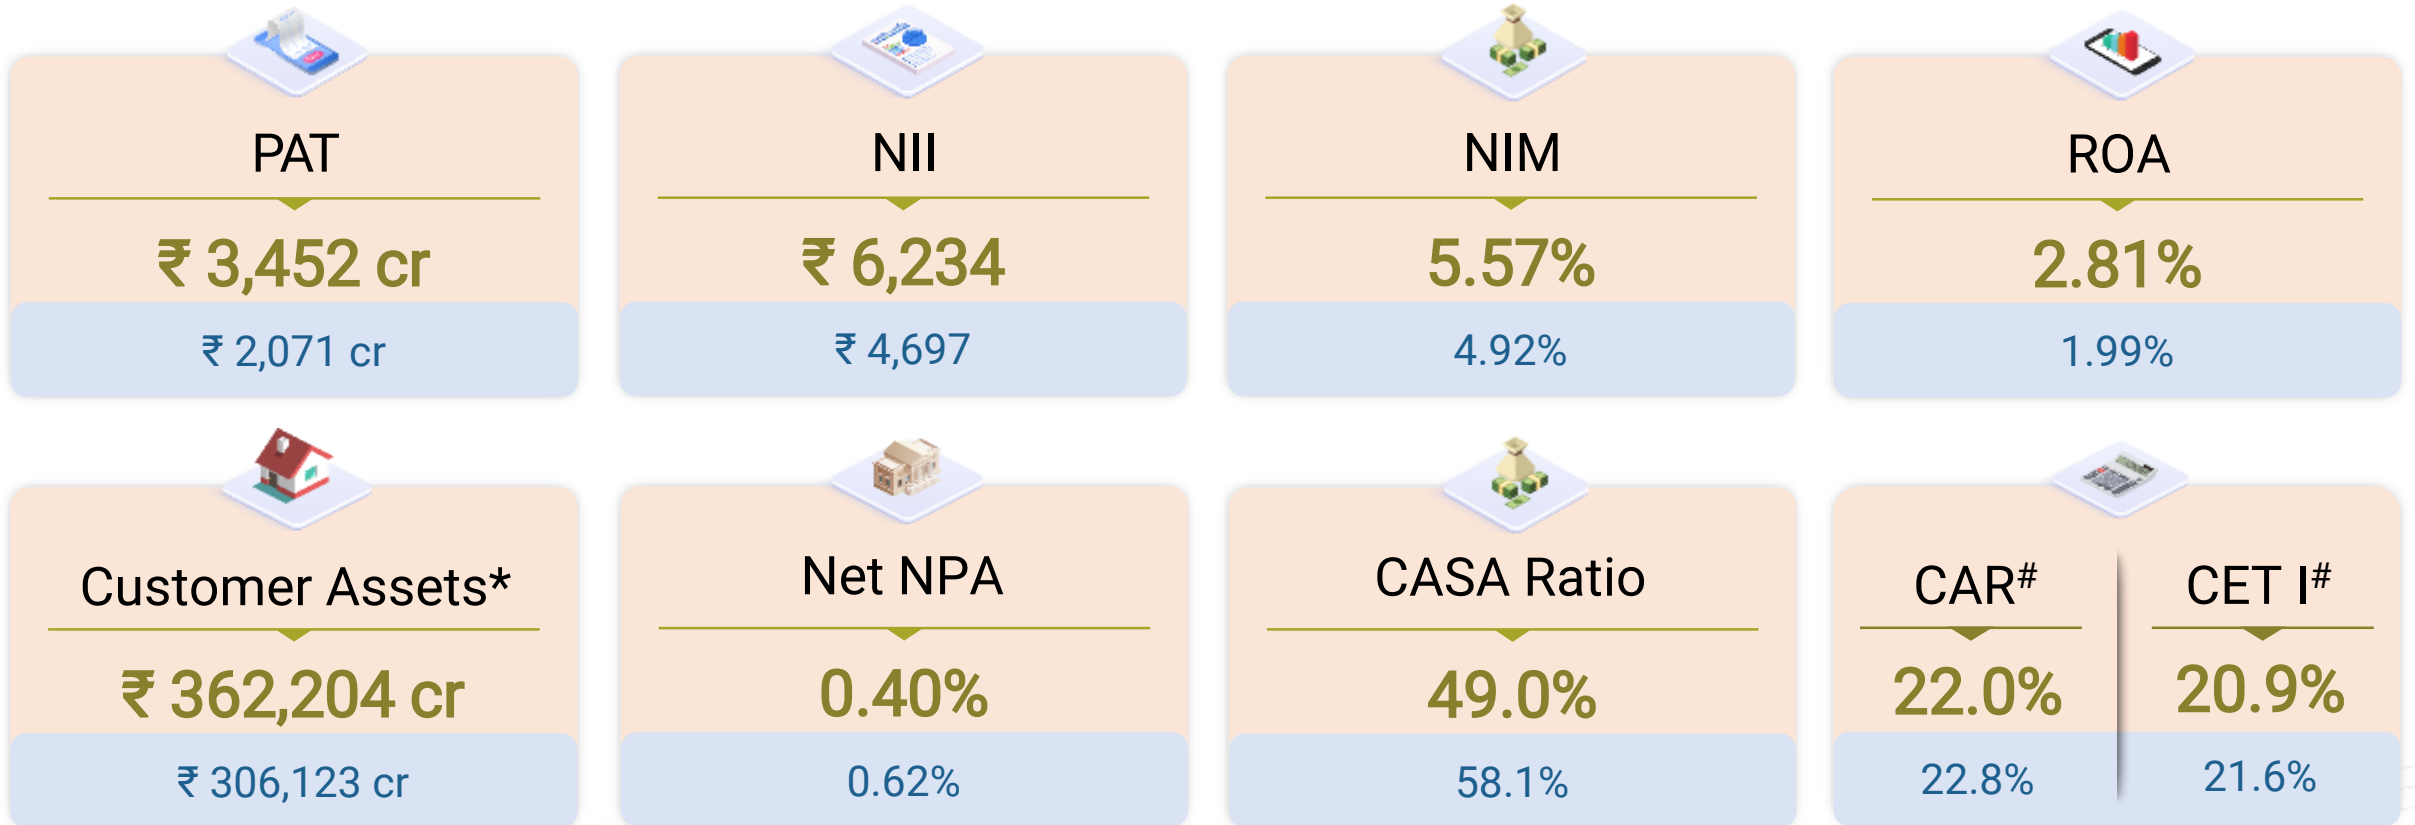 PAT
₹ 3,452 cr
₹ 2,071 cr
NII
₹ 6,234
₹ 4,697
NIM
5.57%
4.92%
ROA
2.81%
1.99%
Customer Assets*
₹ 362,204 cr
₹ 306,123 cr
Net NPA
0.40%
0.62%
CASA Ratio
49.0%
58.1%
CAR#
22.0%
22.8%
CET I#
20.9%
21.6%